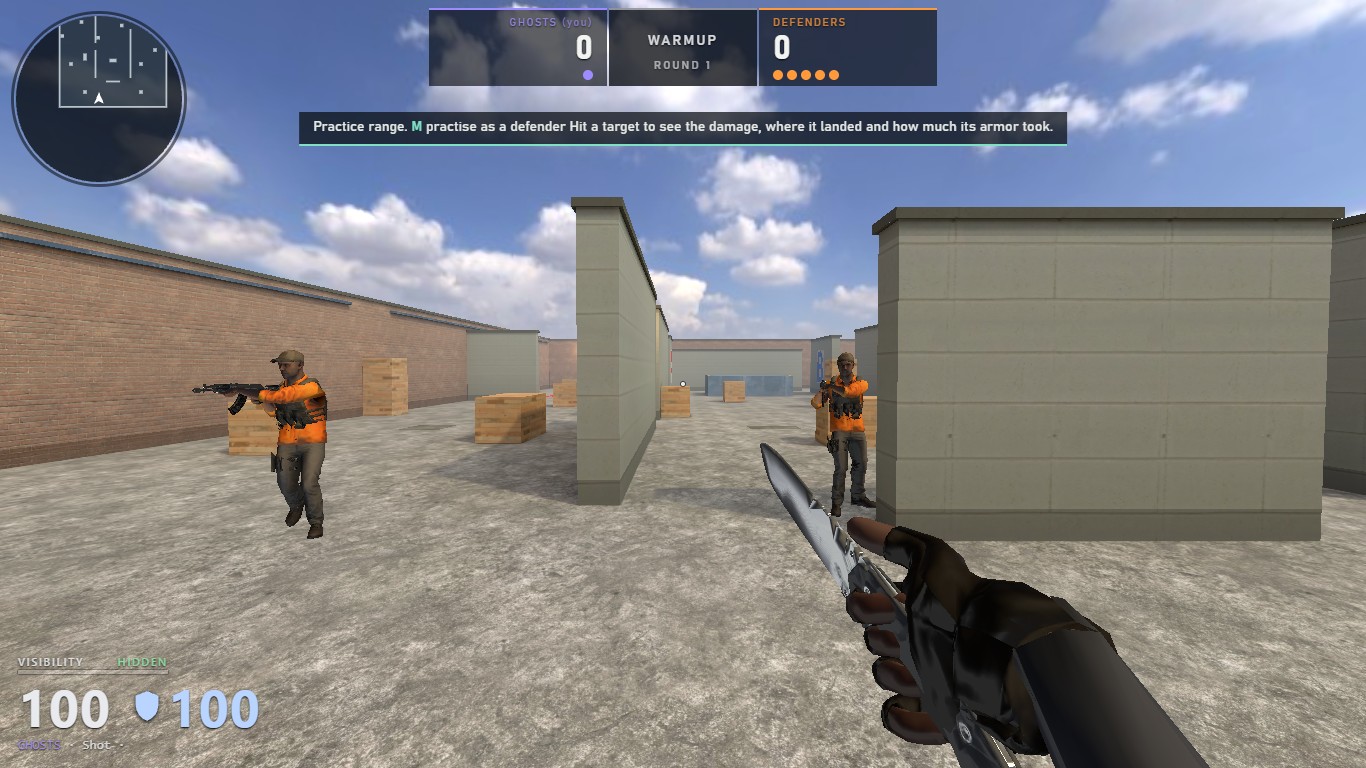 GHOSTS (you)
0
WARMUP
ROUND 1
DEFENDERS
0
Practice range. M practise as a defender Hit a target to see the damage, where it landed and how much its armor took.
VISIBILITY HIDDEN
100 100
GHOSTS · Shot ·